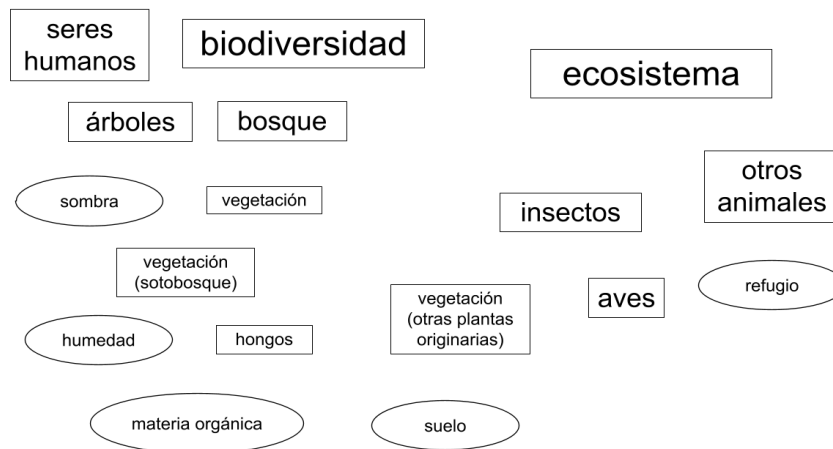 seres
humanos
biodiversidad
ecosistema
árboles
bosque
otros
animales
sombra
vegetación
insectos
vegetación
(sotobosque)
refugio
aves
vegetación
(otras plantas
originarias)
humedad
hongos
materia orgánica
suelo